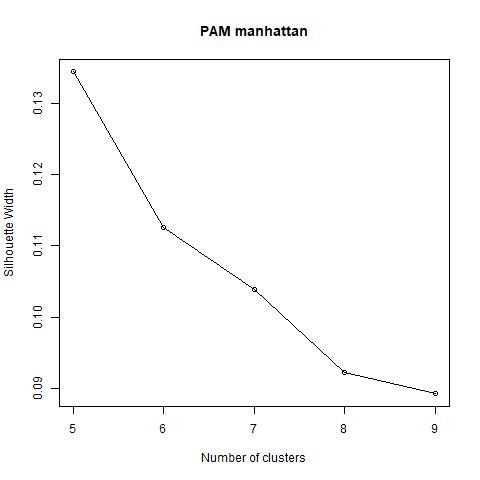 PAM manhattan
Silhouette Width
0.13
0.12
0.11
0.10
0.09
5 6 7 8 9
Number of clusters